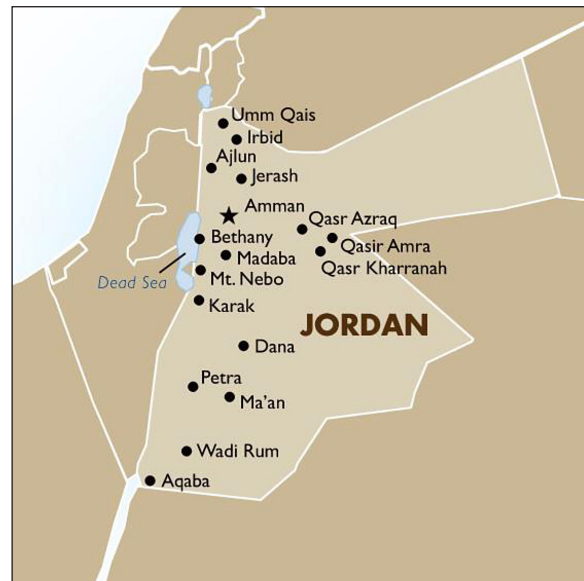 Umm Qais
Irbid
Ajlun
Jerash
Amman
Qasr Azraq
Bethany
Qasir Amra
Madaba
Qasr Kharranah
Mt. Nebo
Dead Sea
Karak
JORDAN
Dana
Petra
Ma'an
Wadi Rum
Aqaba